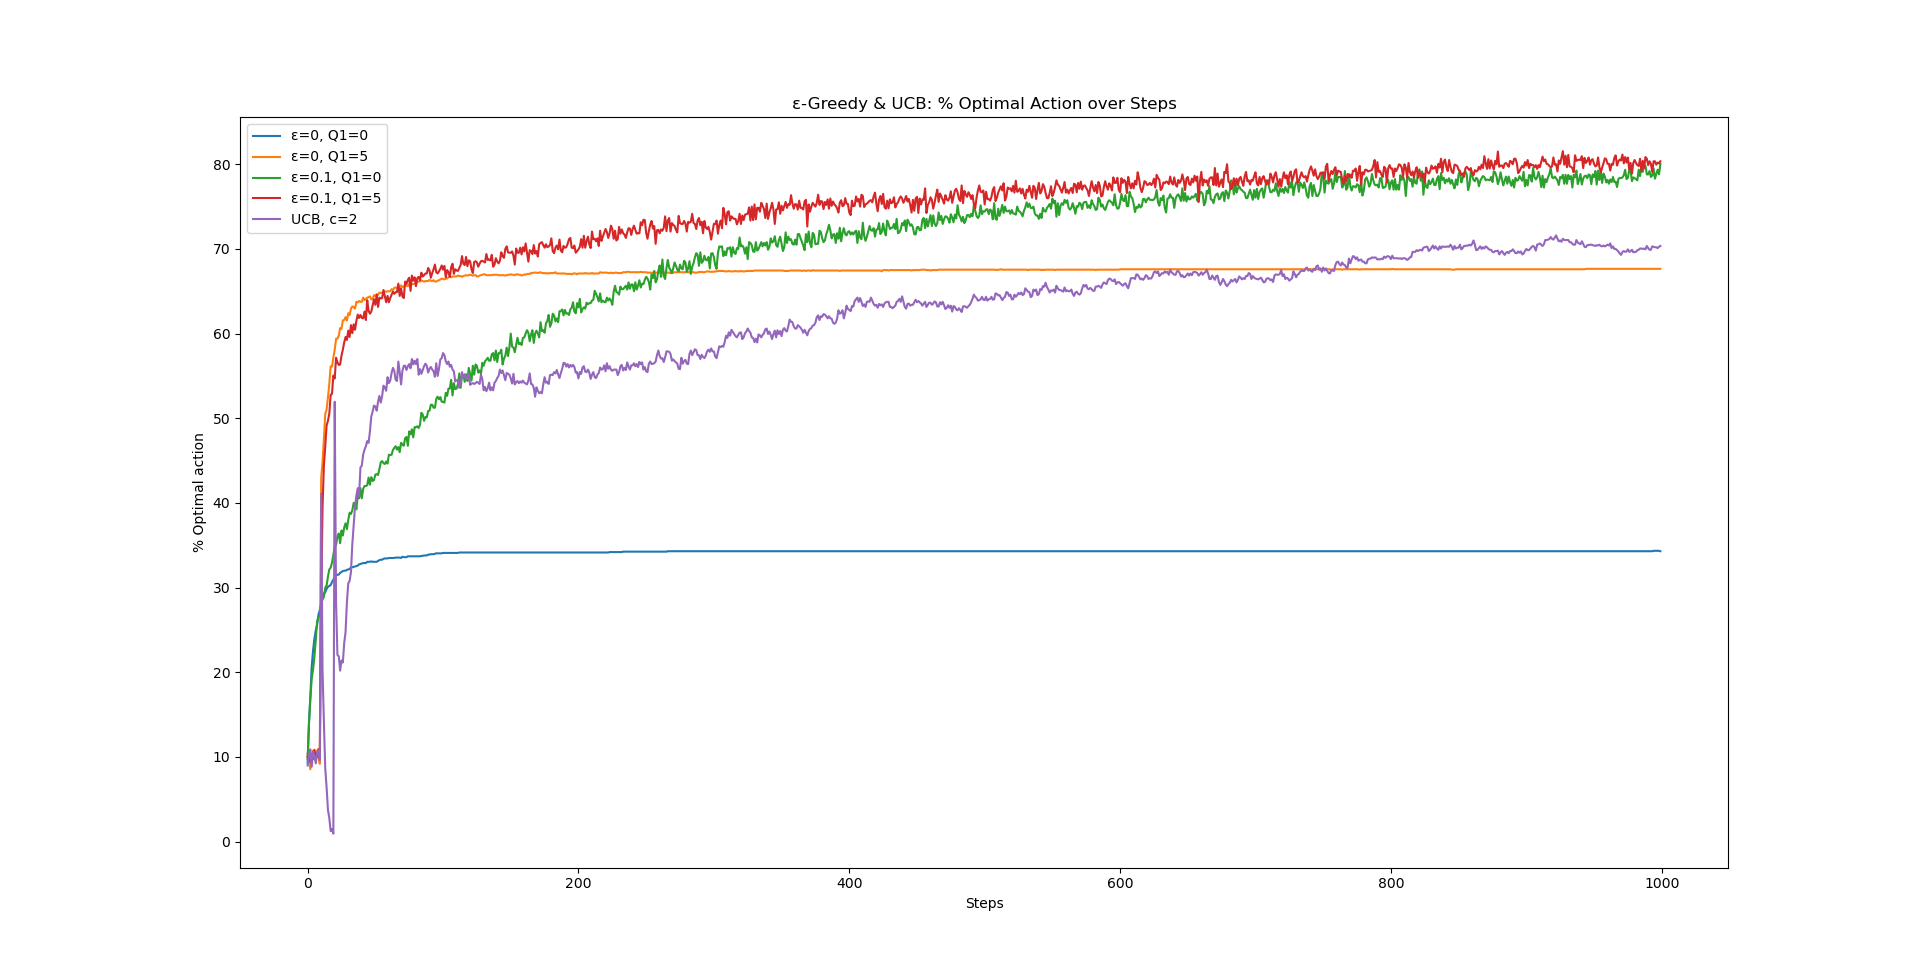 ε-Greedy & UCB: % Optimal Action over Steps
ε=0, Q1=0
ε=0, Q1=5
ε=0.1, Q1=0
ε=0.1, Q1=5
UCB, c=2
% Optimal action
80
70
60
50
40
30
20
10
0
0 200 400 600 800 1000
Steps